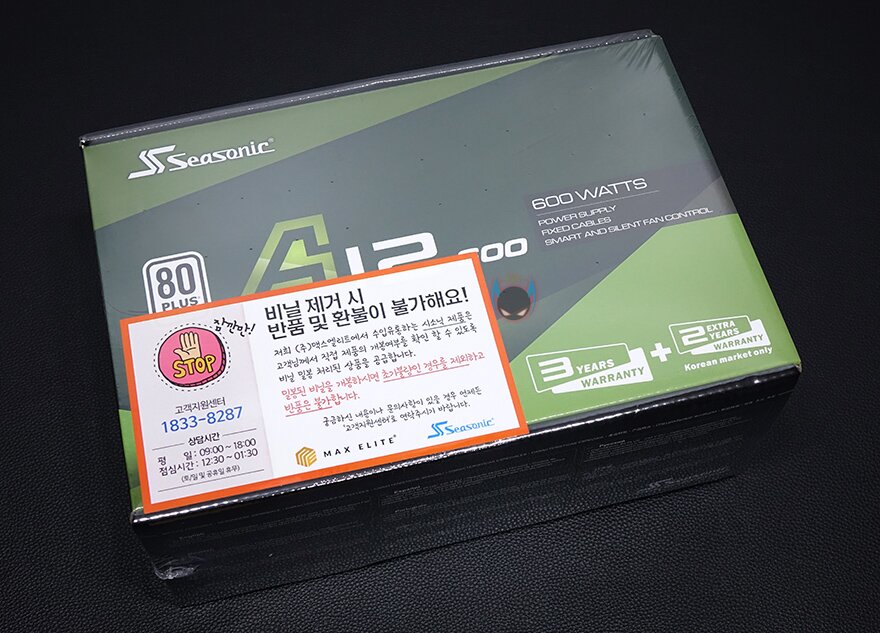 Seasonic
600 WATTS
POWER SUPPLY
FIXED CABLES
SMART AND SILENT FAN CONTROL
A12-600
80
PLUS
3 YEARS
WARRANTY
+
2 EXTRA
YEARS
WARRANTY
Korean market only
잠깐만!
STOP
고객지원센터
1833-8287
상담시간
평 일 : 09:00 ~ 18:00
점심시간 : 12:30 ~ 01:30
(토/일 및 공휴일 휴무)
비닐 제거 시
반품 및 환불이 불가해요!
저희 (주)맥스엘리트에서 수입유통하는 시소닉 제품은
고객님께서 직접 제품의 개봉여부를 확인 할 수 있도록
비닐 밀봉 처리된 상품을 공급합니다.
밀봉된 비닐을 개봉하시면 초기불량인 경우를 제외하고
반품은 불가합니다.
궁금하신 내용이나 문의사항이 있을 경우 언제든
'고객지원센터'로 연락주시기 바랍니다.
MAX ELITE
Seasonic